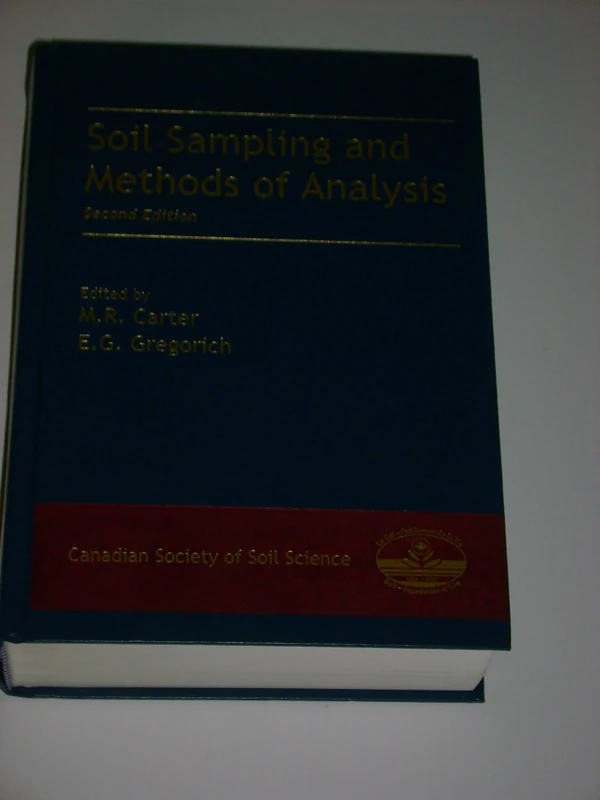 Soil Sampling and
Methods of Analysis
Second Edition
Edited by
M.R. Carter
E.G. Gregorich
Canadian Society of Soil Science